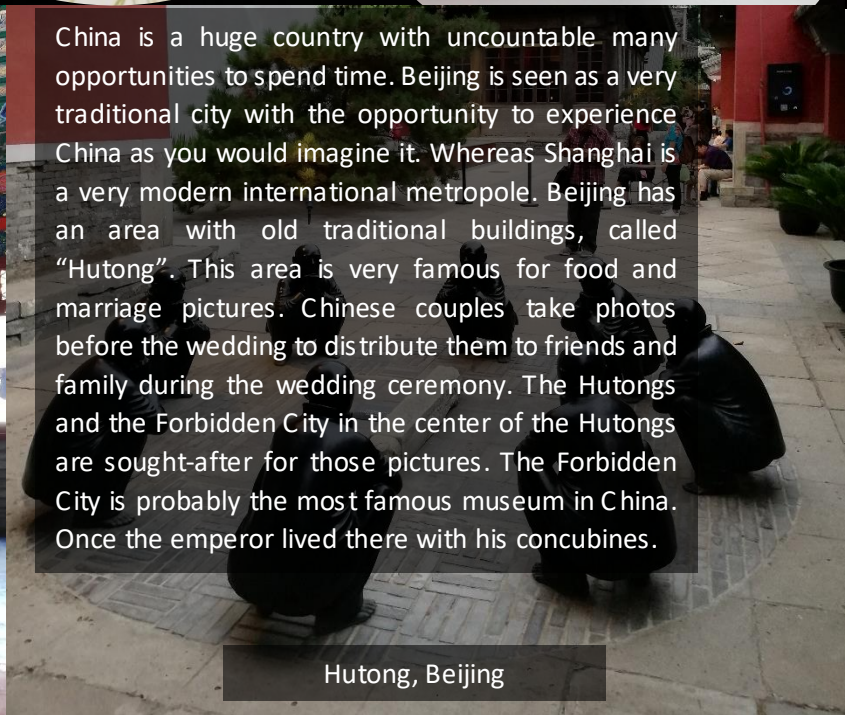 China is a huge country with uncountable many
opportunities to spend time. Beijing is seen as a very
traditional city with the opportunity to experience
China as you would imagine it. Whereas Shanghai is
a very modern international metropole. Beijing has
an area with old traditional buildings, called
“Hutong”. This area is very famous for food and
marriage pictures. Chinese couples take photos
before the wedding to distribute them to friends and
family during the wedding ceremony. The Hutongs
and the Forbidden City in the center of the Hutongs
are sought-after for those pictures. The Forbidden
City is probably the most famous museum in China.
Once the emperor lived there with his concubines.
Hutong, Beijing